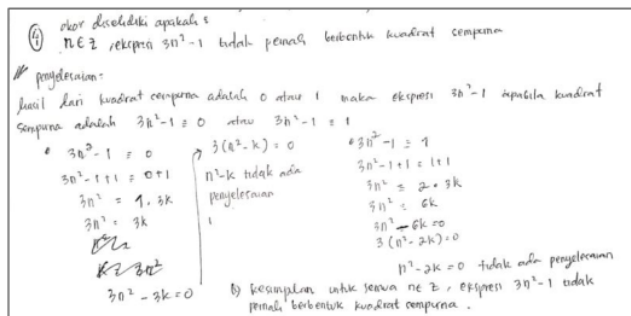 ④ akan diselidiki apakah :
n ∈ Z, ekspresi 3n²-1 tidak pernah berbentuk kuadrat sempurna
penyelesaian:
hasil dari kuadrat sempurna adalah 0 atau 1 maka ekspresi 3n²-1 apabila kuadrat
sempurna adalah 3n²-1 ≡ 0 atau 3n²-1 ≡ 1
• 3n²-1 ≡ 0
3n²-1+1 ≡ 0+1
3n² = 1.3k
3n² = 3k
3n²
3n²-3k=0
3(n²-k)=0
n²-k tidak ada
penyelesaian
• 3n²-1 ≡ 1
3n²-1+1 = 1+1
3n² ≡ 2.3k
3n² = 6k
3n²-6k=0
3(n²-2k)=0
n²-2k=0 tidak ada penyelesaian
kesimpulan untuk semua n∈Z, ekspresi 3n²-1 tidak
pernah berbentuk kuadrat sempurna.